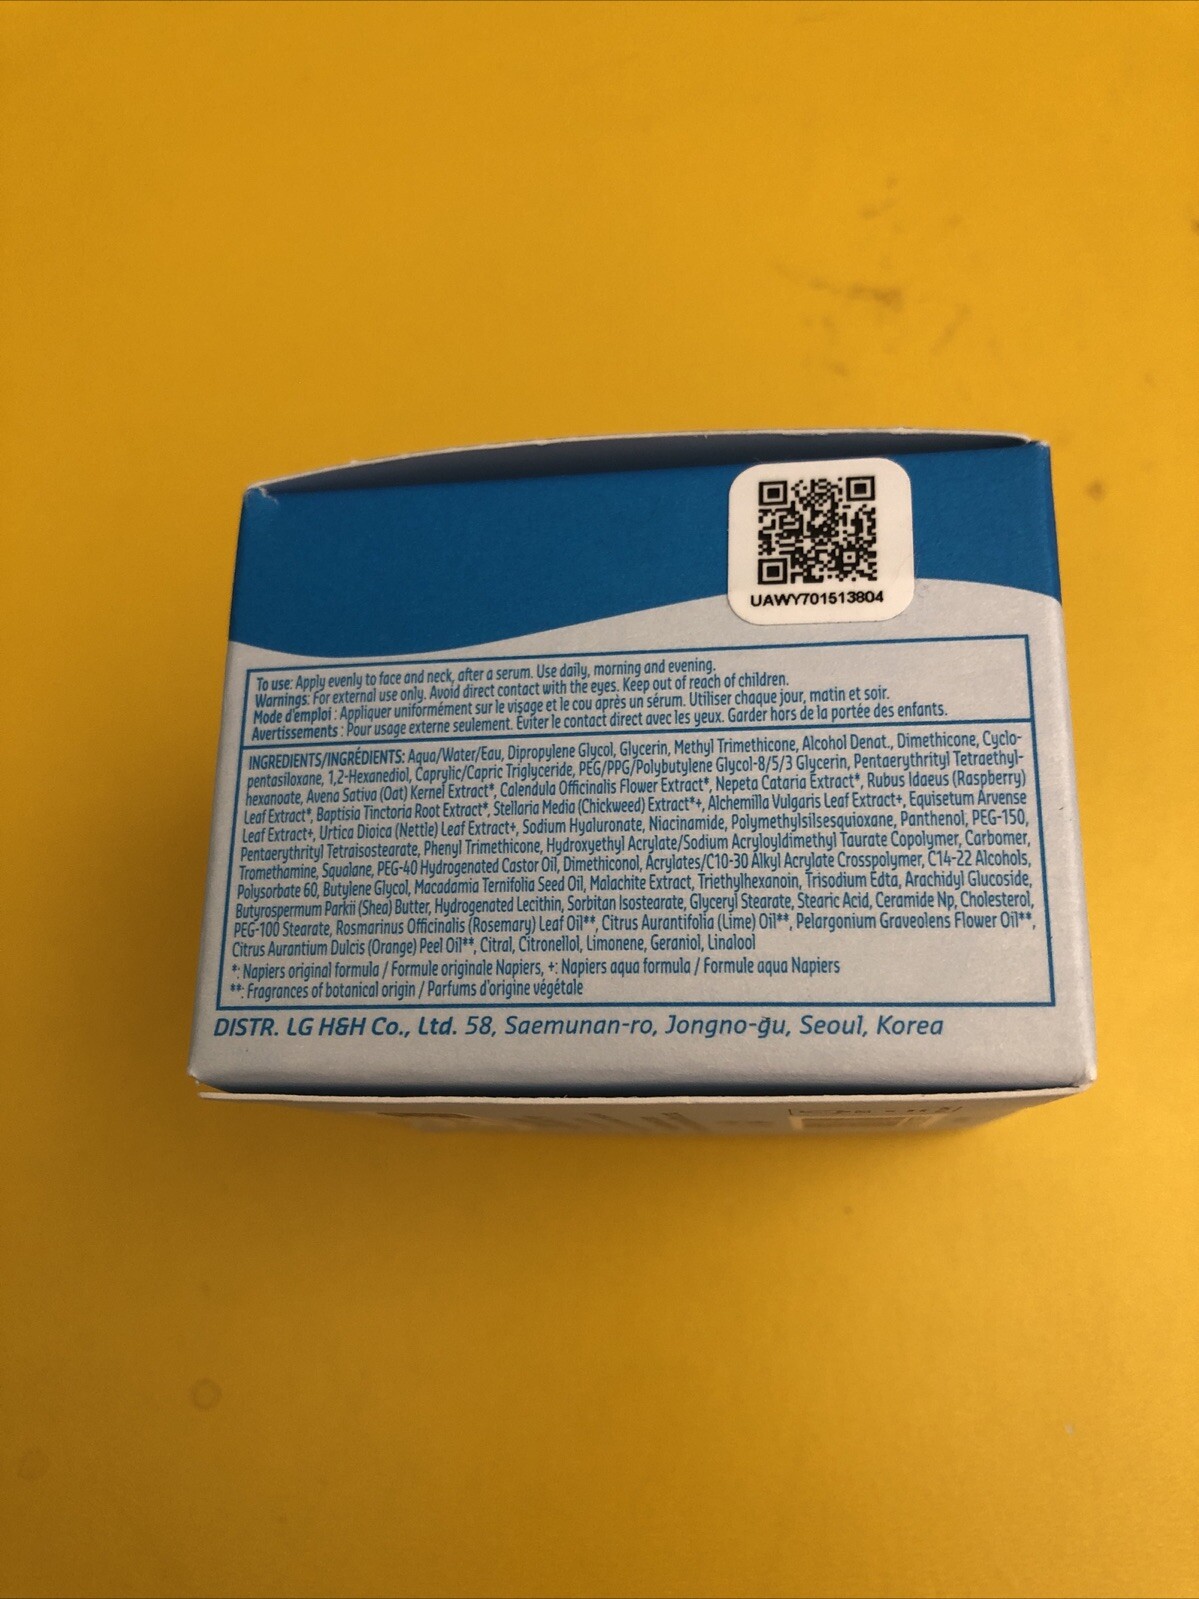 UAWY701513804
To use: Apply evenly to face and neck, after a serum. Use daily, morning and evening.
Warnings: For external use only. Avoid direct contact with the eyes. Keep out of reach of children.
Mode d'emploi : Appliquer uniformément sur le visage et le cou après un sérum. Utiliser chaque jour, matin et soir.
Avertissements : Pour usage externe seulement. Éviter le contact direct avec les yeux. Garder hors de la portée des enfants.
INGREDIENTS/INGRÉDIENTS: Aqua/Water/Eau, Dipropylene Glycol, Glycerin, Methyl Trimethicone, Alcohol Denat., Dimethicone, Cyclo-
pentasiloxane, 1,2-Hexanediol, Caprylic/Capric Triglyceride, PEG/PPG/Polybutylene Glycol-8/5/3 Glycerin, Pentaerythrityl Tetraethyl-
hexanoate, Avena Sativa (Oat) Kernel Extract*, Calendula Officinalis Flower Extract*, Nepeta Cataria Extract*, Rubus Idaeus (Raspberry)
Leaf Extract*, Baptisia Tinctoria Root Extract*, Stellaria Media (Chickweed) Extract*+, Alchemilla Vulgaris Leaf Extract+, Equisetum Arvense
Leaf Extract+, Urtica Dioica (Nettle) Leaf Extract+, Sodium Hyaluronate, Niacinamide, Polymethylsilsesquioxane, Panthenol, PEG-150,
Pentaerythrityl Tetraisostearate, Phenyl Trimethicone, Hydroxyethyl Acrylate/Sodium Acryloyldimethyl Taurate Copolymer, Carbomer,
Tromethamine, Squalane, PEG-40 Hydrogenated Castor Oil, Dimethiconol, Acrylates/C10-30 Alkyl Acrylate Crosspolymer, C14-22 Alcohols,
Polysorbate 60, Butylene Glycol, Macadamia Ternifolia Seed Oil, Malachite Extract, Triethylhexanoin, Trisodium Edta, Arachidyl Glucoside,
Butyrospermum Parkii (Shea) Butter, Hydrogenated Lecithin, Sorbitan Isostearate, Glyceryl Stearate, Stearic Acid, Ceramide Np, Cholesterol,
PEG-100 Stearate, Rosmarinus Officinalis (Rosemary) Leaf Oil**, Citrus Aurantifolia (Lime) Oil**, Pelargonium Graveolens Flower Oil**,
Citrus Aurantium Dulcis (Orange) Peel Oil**, Citral, Citronellol, Limonene, Geraniol, Linalool
*: Napiers original formula / Formule originale Napiers, +: Napiers aqua formula / Formule aqua Napiers
**: Fragrances of botanical origin / Parfums d'origine végétale
DISTR. LG H&H Co., Ltd. 58, Saemunan-ro, Jongno-gu, Seoul, Korea